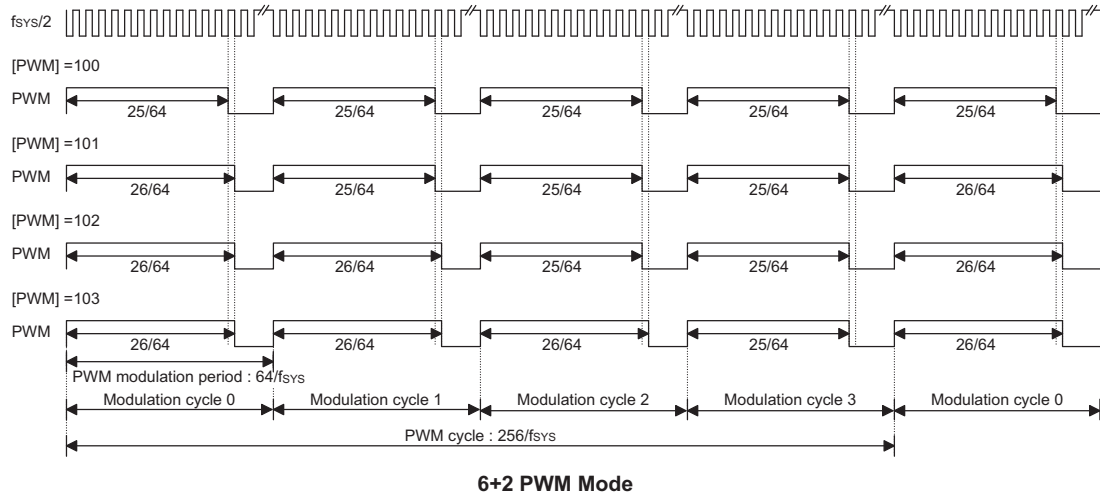 fSYS/2
[PWM] =100
PWM
25/64 25/64 25/64 25/64 25/64
[PWM] =101
PWM
26/64 25/64 25/64 25/64 26/64
[PWM] =102
PWM
26/64 26/64 25/64 25/64 26/64
[PWM] =103
PWM
26/64 26/64 26/64 25/64 26/64
PWM modulation period : 64/fSYS
Modulation cycle 0 Modulation cycle 1 Modulation cycle 2 Modulation cycle 3 Modulation cycle 0
PWM cycle : 256/fSYS
6+2 PWM Mode